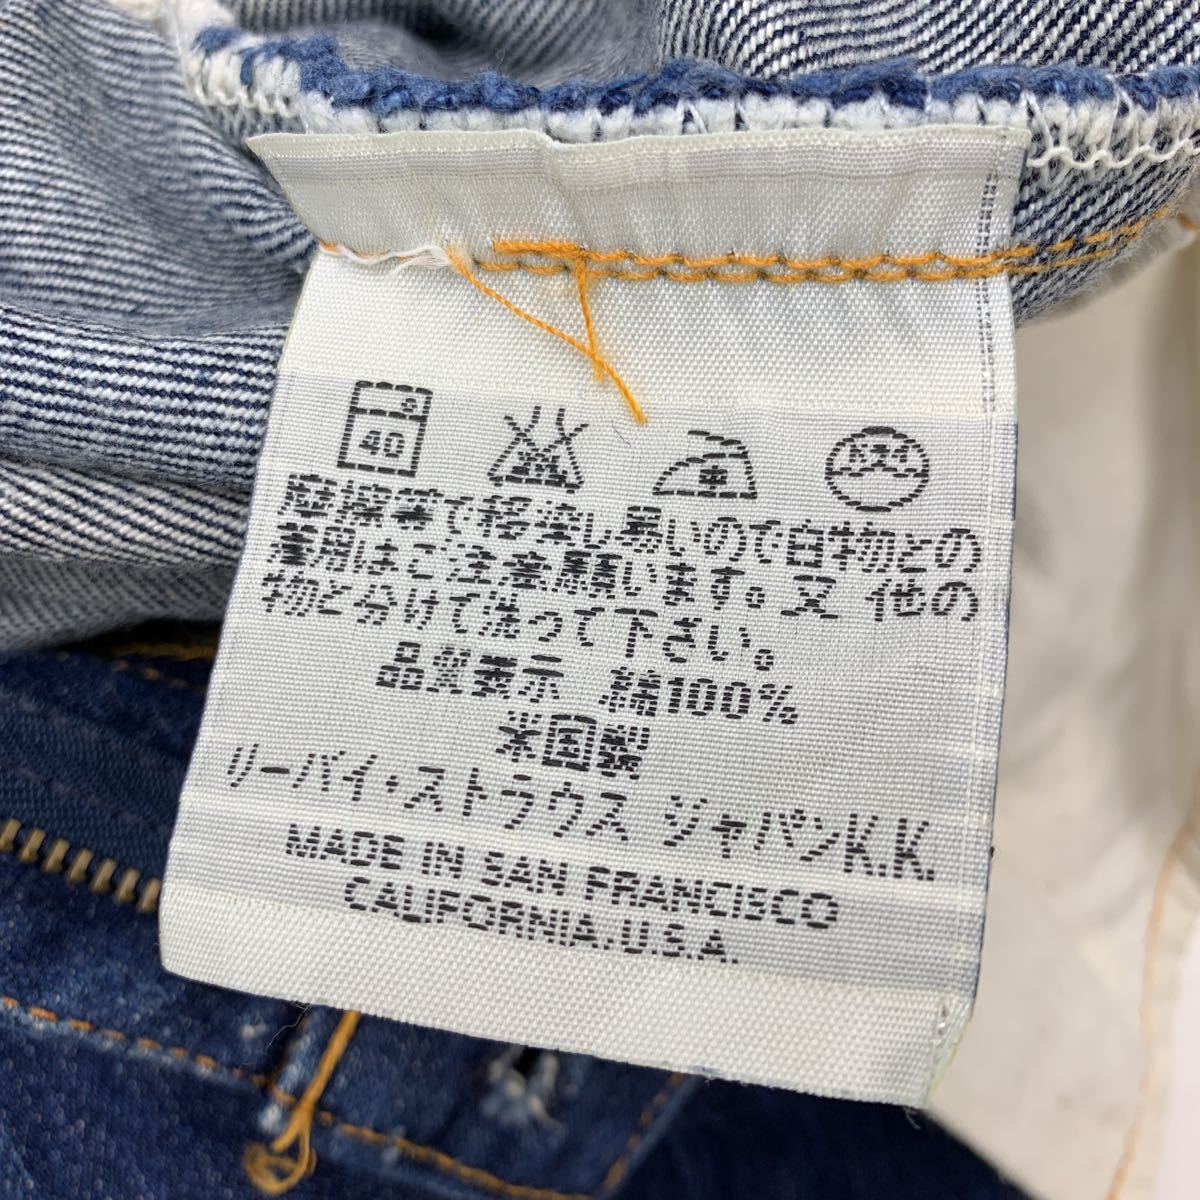 40
ドライ
摩擦等で移染し易いので白物との
着用はご注意願います。又 他の
物と分けて洗って下さい。
品質表示 綿100%
米国製
リーバイ・ストラウス ジャパンK.K.
MADE IN SAN FRANCISCO
CALIFORNIA, U.S.A.